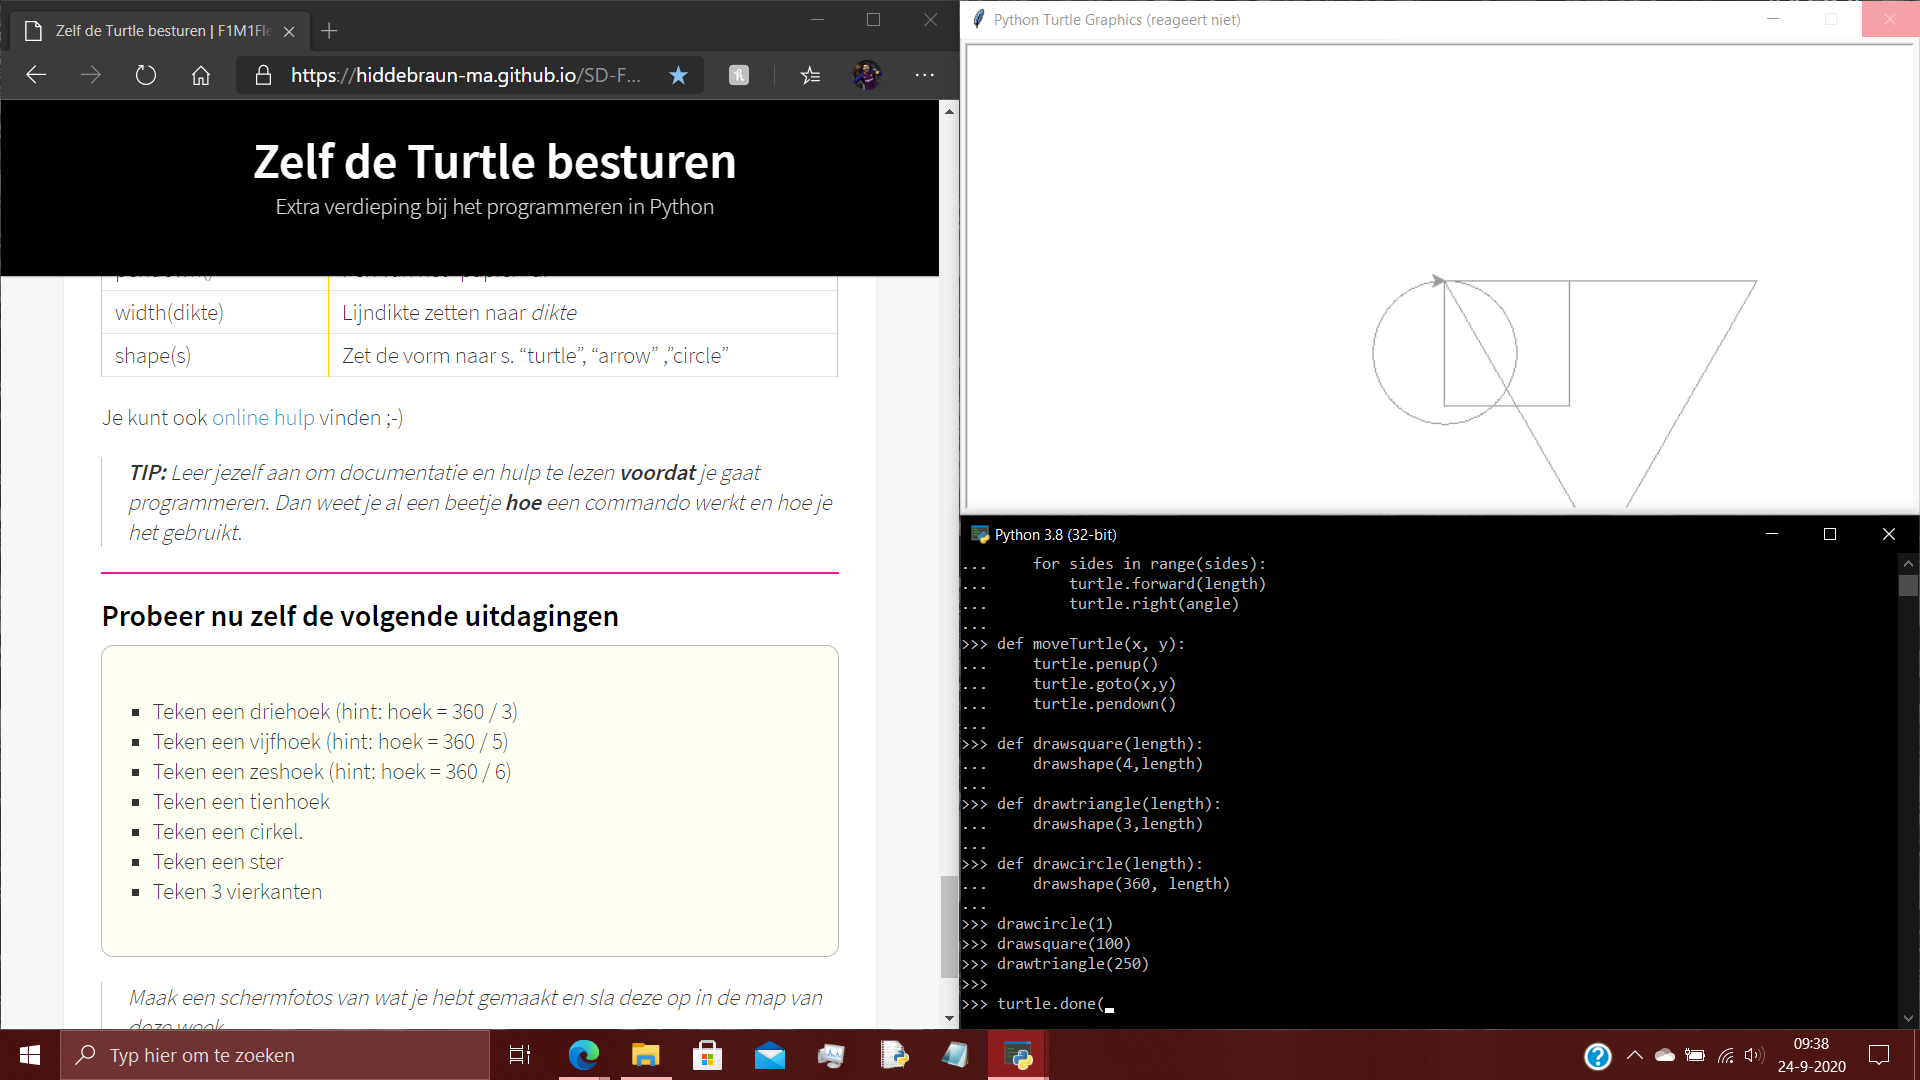 Zelf de Turtle besturen | F1M1Fle
https://hiddebraun-ma.github.io/SD-F...
Zelf de Turtle besturen
Extra verdieping bij het programmeren in Python
width(dikte) Lijndikte zetten naar dikte
shape(s) Zet de vorm naar s. “turtle”, “arrow” ,”circle”
Je kunt ook online hulp vinden ;-)
TIP: Leer jezelf aan om documentatie en hulp te lezen voordat je gaat
programmeren. Dan weet je al een beetje hoe een commando werkt en hoe je
het gebruikt.
Probeer nu zelf de volgende uitdagingen
Teken een driehoek (hint: hoek = 360 / 3)
Teken een vijfhoek (hint: hoek = 360 / 5)
Teken een zeshoek (hint: hoek = 360 / 6)
Teken een tienhoek
Teken een cirkel.
Teken een ster
Teken 3 vierkanten
Maak een schermfotos van wat je hebt gemaakt en sla deze op in de map van
deze week
Python Turtle Graphics (reageert niet)
Python 3.8 (32-bit)
...     for sides in range(sides):
...         turtle.forward(length)
...         turtle.right(angle)
...
>>> def moveTurtle(x, y):
...     turtle.penup()
...     turtle.goto(x,y)
...     turtle.pendown()
...
>>> def drawsquare(length):
...     drawshape(4,length)
...
>>> def drawtriangle(length):
...     drawshape(3,length)
...
>>> def drawcircle(length):
...     drawshape(360, length)
...
>>> drawcircle(1)
>>> drawsquare(100)
>>> drawtriangle(250)
>>>
>>> turtle.done(
Typ hier om te zoeken
09:38
24-9-2020